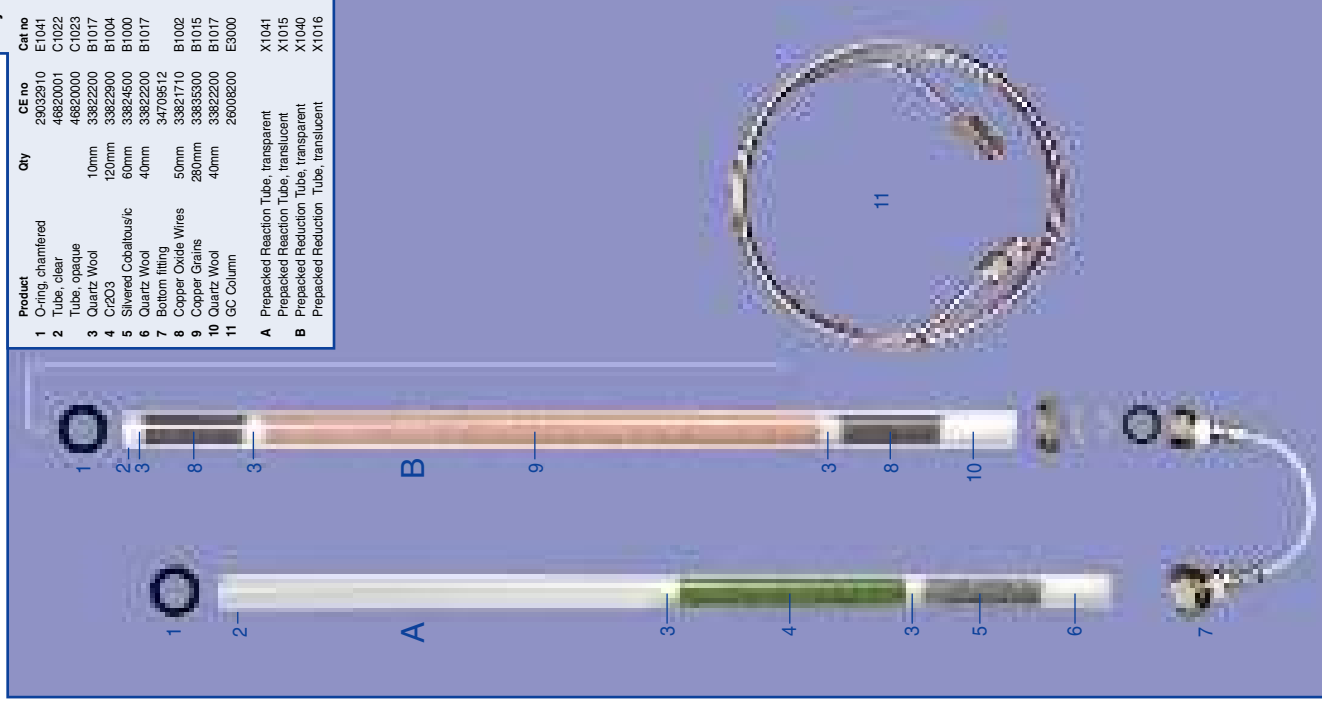 Product Qty CE no Cat no
1 O-ring, chamfered 29032910 E1041
2 Tube, clear 46820001 C1022
Tube, opaque 46820000 C1023
3 Quartz Wool 10mm 33822200 B1017
4 Cr2O3 120mm 33822900 B1004
5 Silvered Cobaltous/ic 60mm 33824500 B1000
6 Quartz Wool 40mm 33822200 B1017
7 Bottom fitting 34709512
8 Copper Oxide Wires 50mm 33821710 B1002
9 Copper Grains 280mm 33835300 B1015
10 Quartz Wool 40mm 33822200 B1017
11 GC Column 26008200 E3000
A Prepacked Reaction Tube, transparent X1041
Prepacked Reaction Tube, translucent X1015
B Prepacked Reduction Tube, transparent X1040
Prepacked Reduction Tube, translucent X1016
1
2
A
3
4
3
5
6
7
1
2
3
8
3
B
9
3
8
10
11